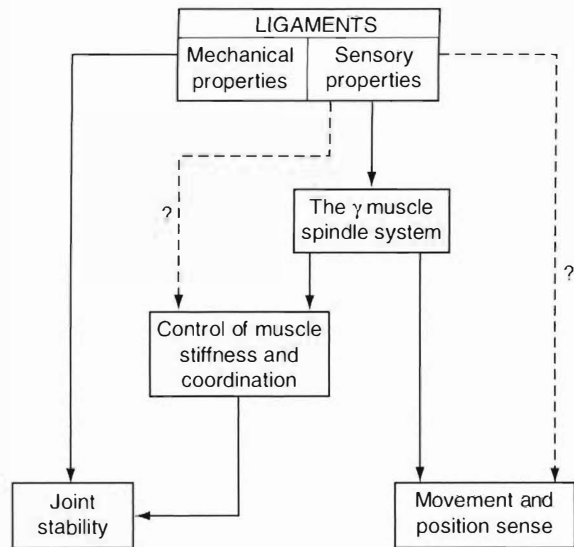 LIGAMENTS
Mechanical
properties
Sensory
properties
?
The γ muscle
spindle system
?
Control of muscle
stiffness and
coordination
Joint
stability
Movement and
position sense